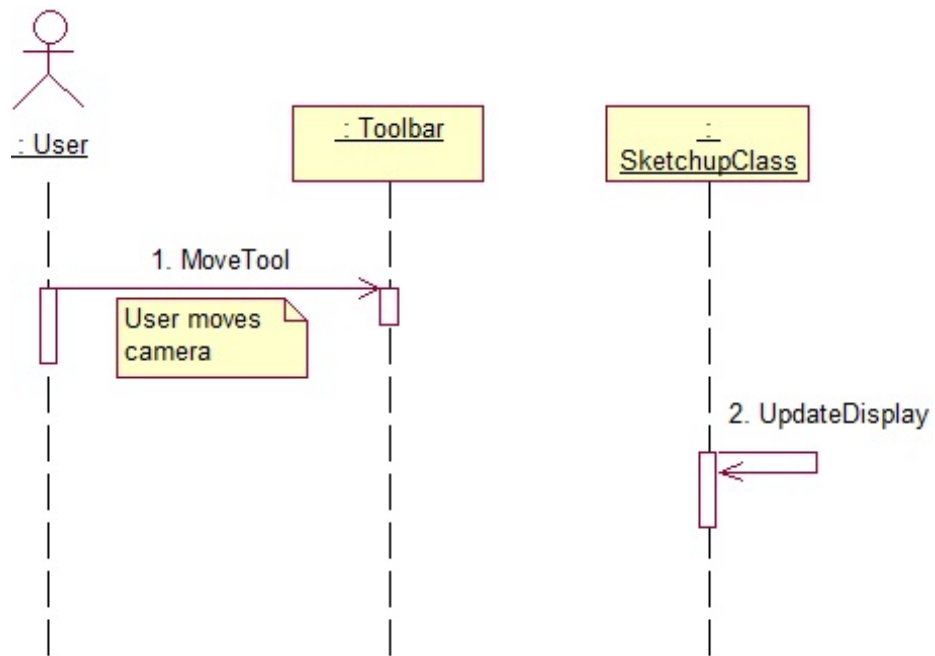 : User
: Toolbar
:
SketchupClass
1. MoveTool
User moves
camera
2. UpdateDisplay